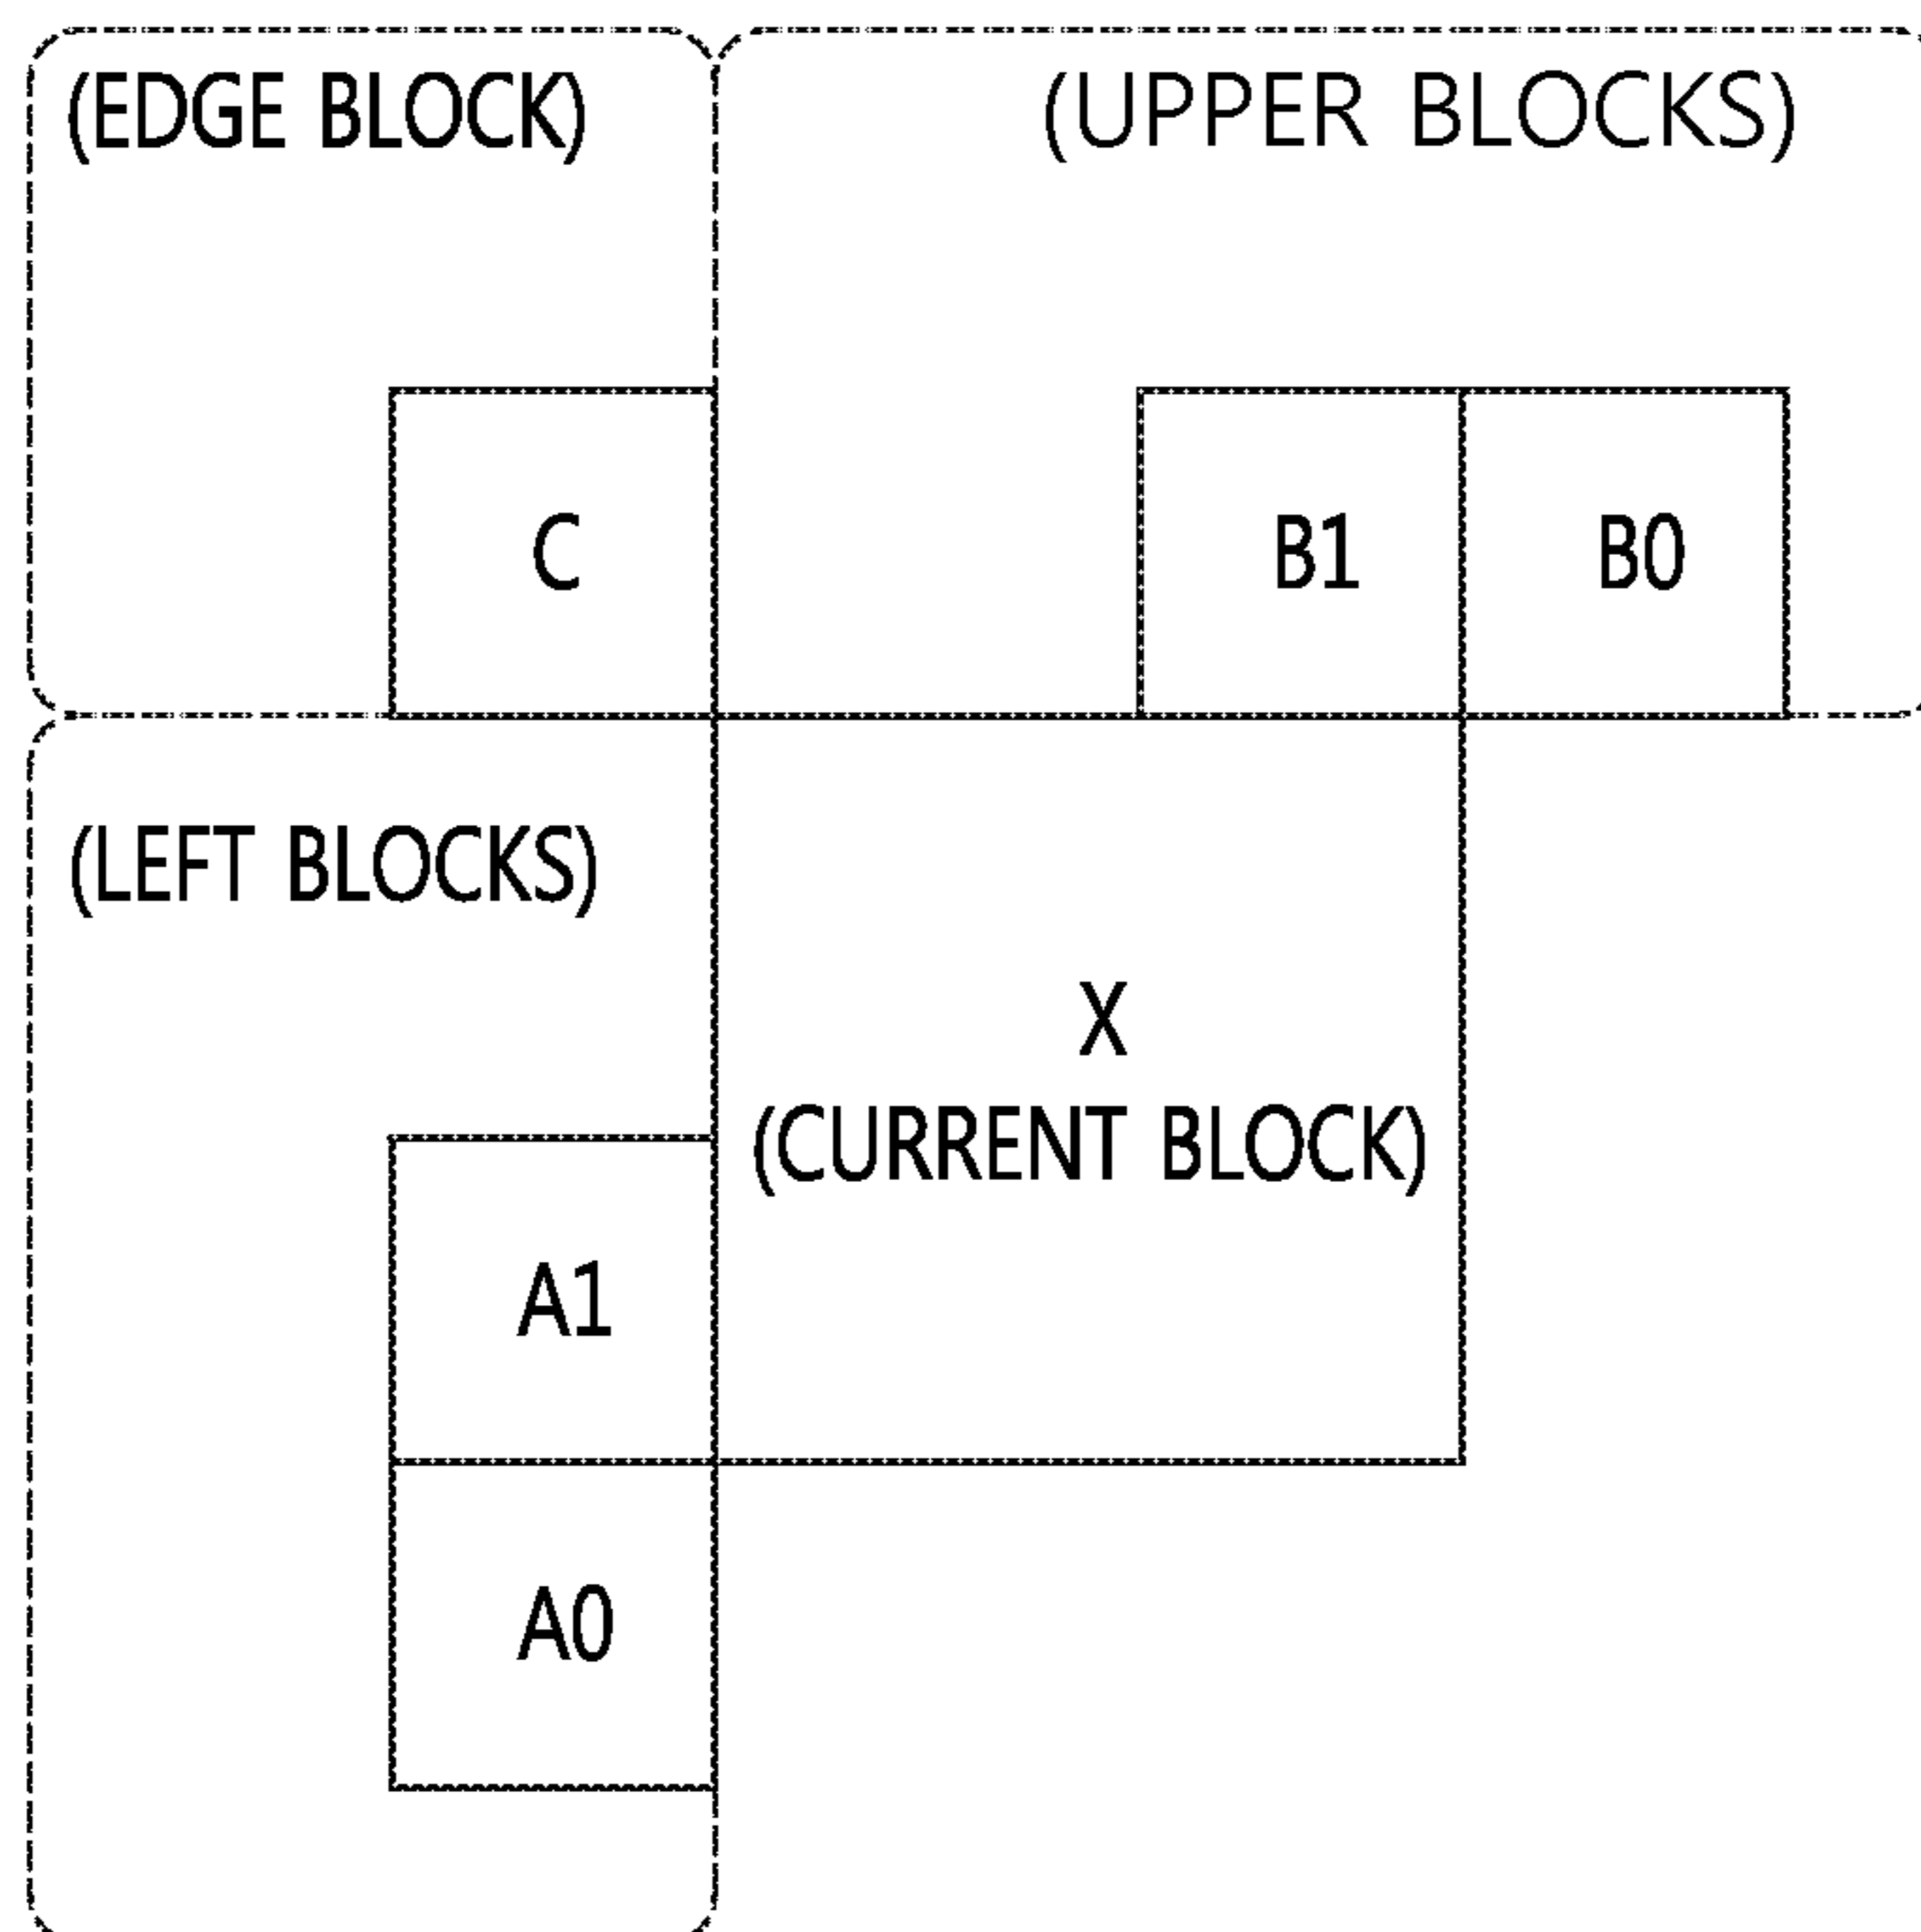 (EDGE BLOCK)
(UPPER BLOCKS)
C
B1
B0
(LEFT BLOCKS)
X
(CURRENT BLOCK)
A1
A0